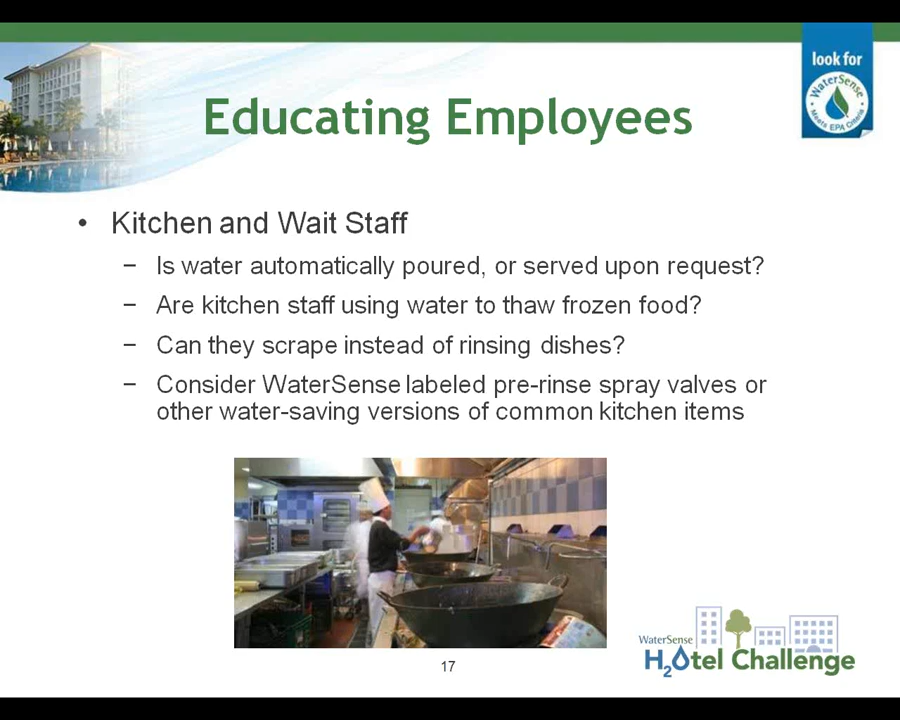 look for
WaterSense
Meets EPA Criteria
Educating Employees
• Kitchen and Wait Staff
– Is water automatically poured, or served upon request?
– Are kitchen staff using water to thaw frozen food?
– Can they scrape instead of rinsing dishes?
– Consider WaterSense labeled pre-rinse spray valves or
other water-saving versions of common kitchen items
17
WaterSense
H2Otel Challenge